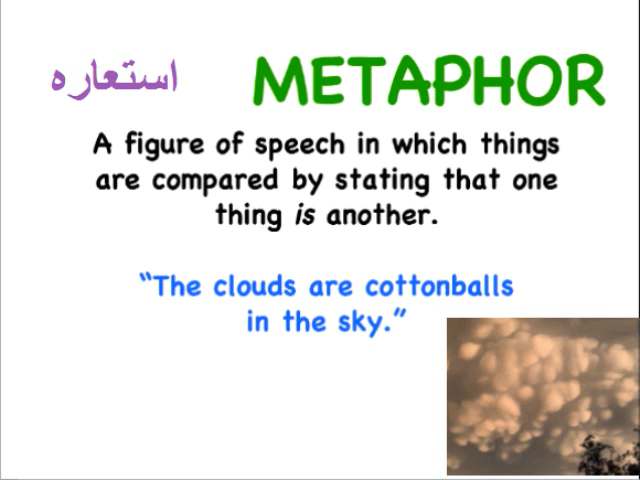 استعاره METAPHOR
A figure of speech in which things
are compared by stating that one
thing is another.
“The clouds are cottonballs
in the sky.”